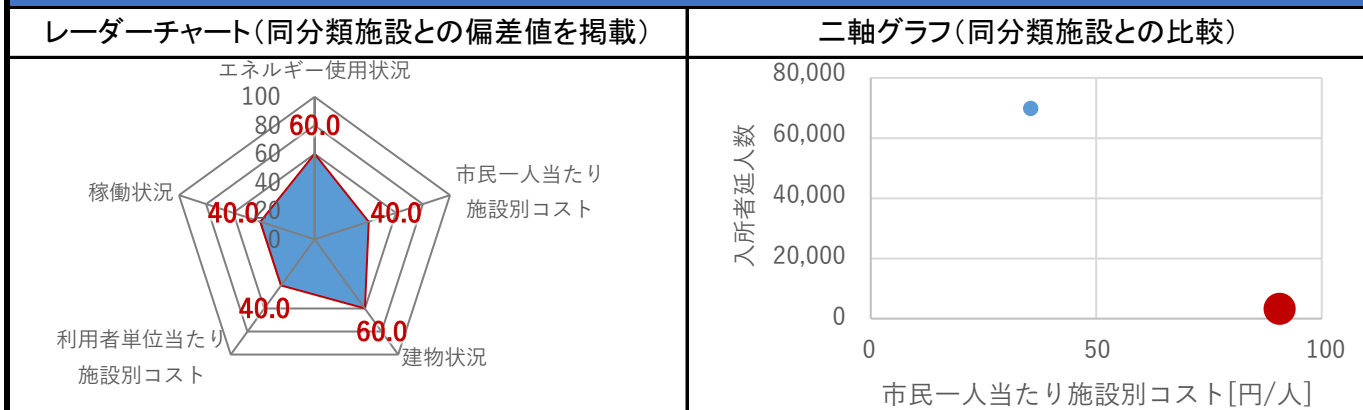 レーダーチャート(同分類施設との偏差値を掲載)
二軸グラフ(同分類施設との比較)
エネルギー使用状況
100
80
60
40
20
0
60.0
市民一人当たり
施設別コスト
40.0
稼働状況
40.0
40.0
60.0
利用者単位当たり
施設別コスト
建物状況
80,000
60,000
40,000
20,000
0
入所者延人数
0
50
100
市民一人当たり施設別コスト[円/人]